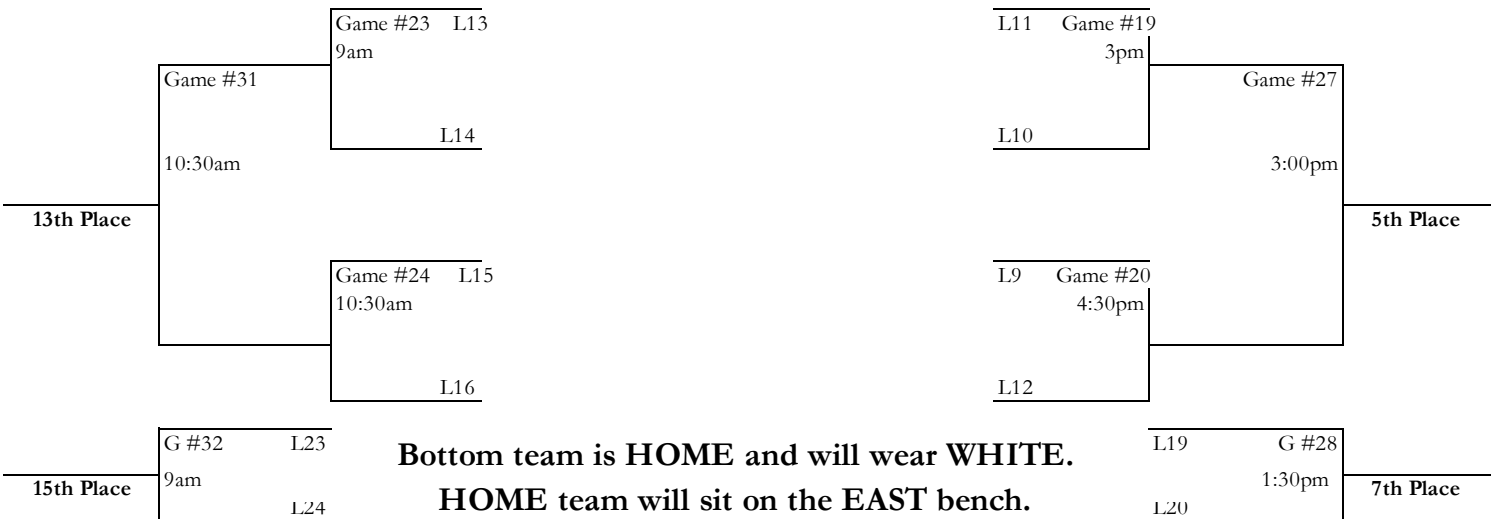 Game #23 L13
L11 Game #19
9am
3pm
Game #31
Game #27
L14
L10
10:30am
3:00pm
13th Place
5th Place
Game #24 L15
L9 Game #20
10:30am
4:30pm
L16
L12
G #32 L23
Bottom team is HOME and will wear WHITE.
L19 G #28
15th Place
9am
1:30pm
7th Place
L24
HOME team will sit on the EAST bench.
L20